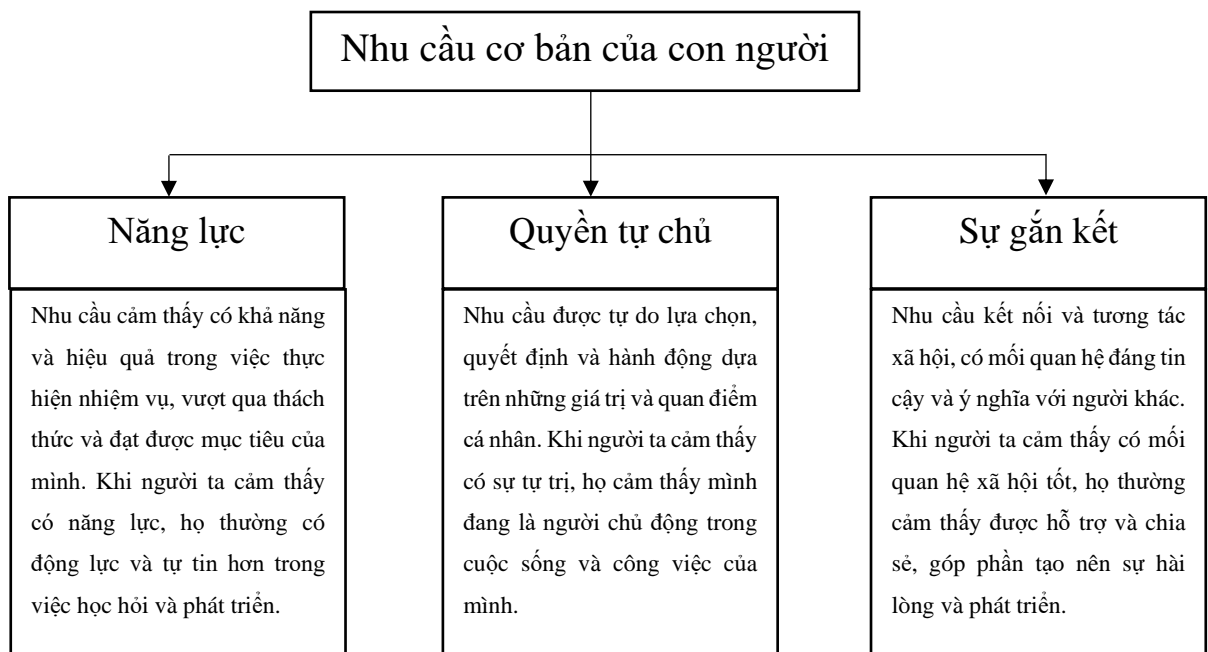 Nhu cầu cơ bản của con người
Năng lực
Nhu cầu cảm thấy có khả năng
và hiệu quả trong việc thực
hiện nhiệm vụ, vượt qua thách
thức và đạt được mục tiêu của
mình. Khi người ta cảm thấy
có năng lực, họ thường có
động lực và tự tin hơn trong
việc học hỏi và phát triển.
Quyền tự chủ
Nhu cầu được tự do lựa chọn,
quyết định và hành động dựa
trên những giá trị và quan điểm
cá nhân. Khi người ta cảm thấy
có sự tự trị, họ cảm thấy mình
đang là người chủ động trong
cuộc sống và công việc của
mình.
Sự gắn kết
Nhu cầu kết nối và tương tác
xã hội, có mối quan hệ đáng tin
cậy và ý nghĩa với người khác.
Khi người ta cảm thấy có mối
quan hệ xã hội tốt, họ thường
cảm thấy được hỗ trợ và chia
sẻ, góp phần tạo nên sự hài
lòng và phát triển.